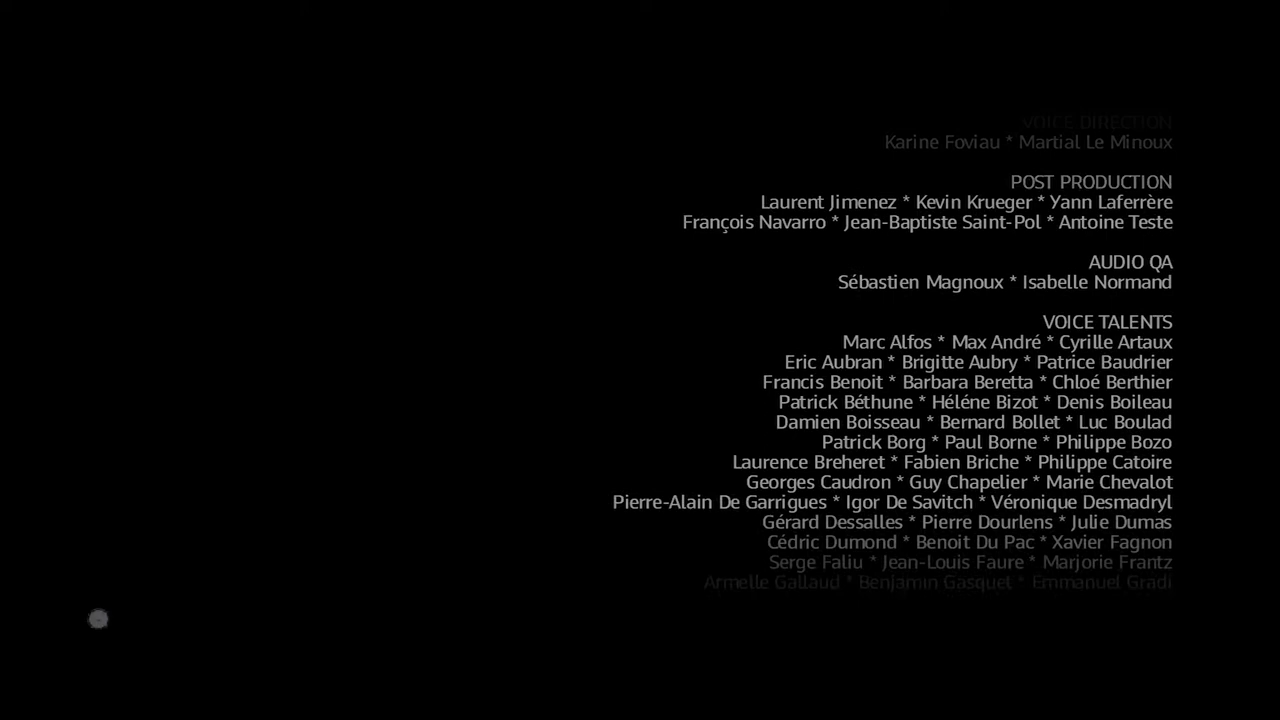 VOICE DIRECTION
Karine Foviau * Martial Le Minoux
POST PRODUCTION
Laurent Jimenez * Kevin Krueger * Yann Laferrère
François Navarro * Jean-Baptiste Saint-Pol * Antoine Teste
AUDIO QA
Sébastien Magnoux * Isabelle Normand
VOICE TALENTS
Marc Alfos * Max André * Cyrille Artaux
Eric Aubran * Brigitte Aubry * Patrice Baudrier
Francis Benoit * Barbara Beretta * Chloé Berthier
Patrick Béthune * Héléne Bizot * Denis Boileau
Damien Boisseau * Bernard Bollet * Luc Boulad
Patrick Borg * Paul Borne * Philippe Bozo
Laurence Breheret * Fabien Briche * Philippe Catoire
Georges Caudron * Guy Chapelier * Marie Chevalot
Pierre-Alain De Garrigues * Igor De Savitch * Véronique Desmadryl
Gérard Dessalles * Pierre Dourlens * Julie Dumas
Cédric Dumond * Benoit Du Pac * Xavier Fagnon
Serge Faliu * Jean-Louis Faure * Marjorie Frantz
Armelle Gallaud * Benjamin Gasquet * Emmanuel Gradi